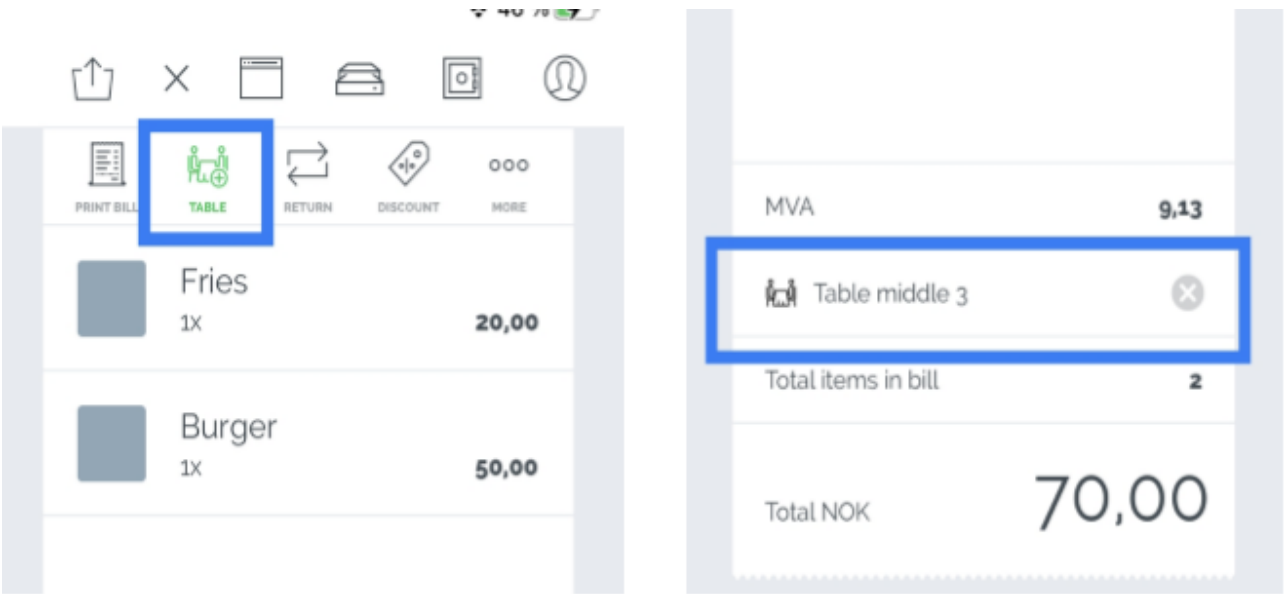 PRINT BILL TABLE RETURN DISCOUNT MORE
Fries
1X 20,00
Burger
1X 50,00
MVA 9,13
Table middle 3
Total items in bill 2
Total NOK 70,00